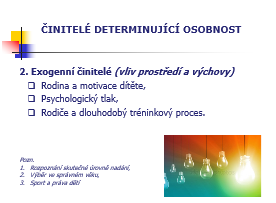 ČINITELÉ DETERMINUJÍCÍ OSOBNOST
2. Exogenní činitelé (vliv prostředí a výchovy)
❑ Rodina a motivace dítěte,
❑ Psychologický tlak,
❑ Rodiče a dlouhodobý tréninkový proces.
Pozn.
1. Rozpoznání skutečné úrovně nadání,
2. Výběr ve správném věku,
3. Sport a práva dětí